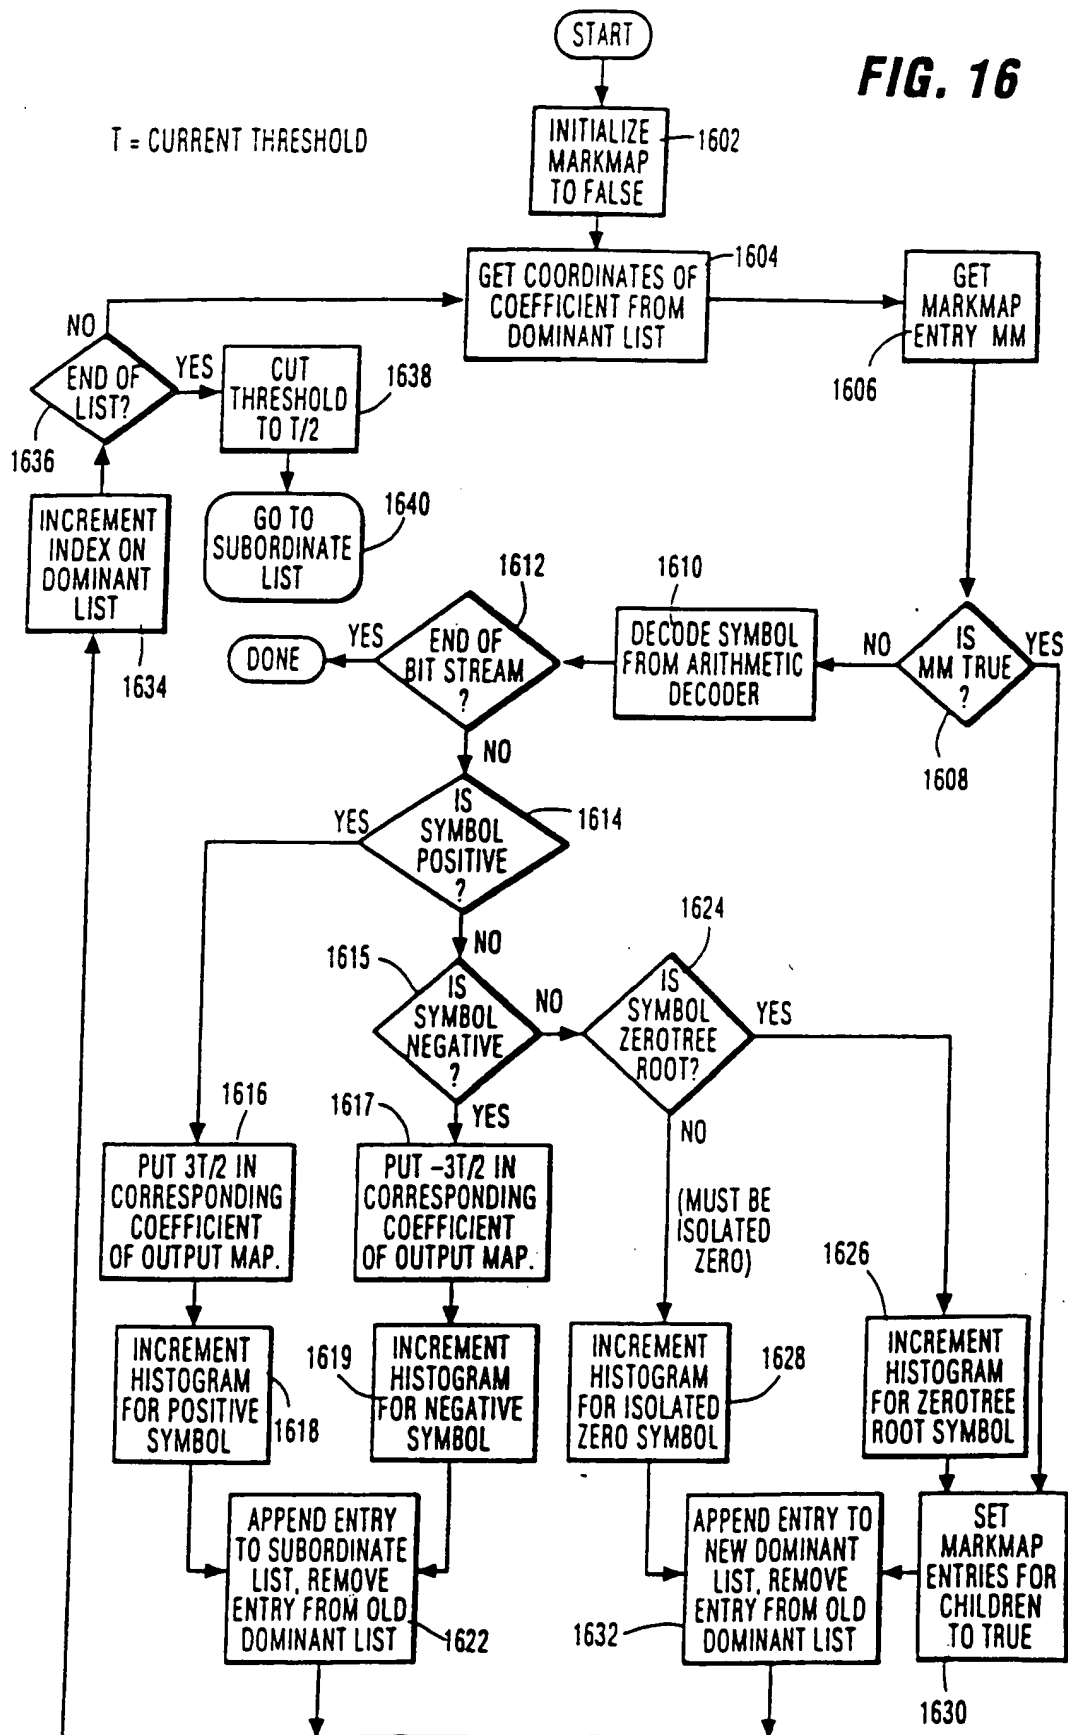 START
FIG. 16
T = CURRENT THRESHOLD
INITIALIZE
MARKMAP
TO FALSE
1602
GET COORDINATES OF
COEFFICIENT FROM
DOMINANT LIST
1604
GET
MARKMAP
ENTRY MM
1606
NO
END OF
LIST?
YES
1636
CUT
THRESHOLD
TO T/2
1638
GO TO
SUBORDINATE
LIST
1640
INCREMENT
INDEX ON
DOMINANT
LIST
1634
DONE
YES
END OF
BIT STREAM
?
1612
NO
1610
DECODE SYMBOL
FROM ARITHMETIC
DECODER
NO
IS
MM TRUE
?
YES
1608
YES
IS
SYMBOL
POSITIVE
?
1614
NO
1615
IS
SYMBOL
NEGATIVE
?
NO
YES
1624
IS
SYMBOL
ZEROTREE
ROOT?
YES
NO
(MUST BE
ISOLATED
ZERO)
1616
PUT 3T/2 IN
CORRESPONDING
COEFFICIENT
OF OUTPUT MAP.
1617
PUT -3T/2 IN
CORRESPONDING
COEFFICIENT
OF OUTPUT MAP.
1626
INCREMENT
HISTOGRAM
FOR POSITIVE
SYMBOL
1618
INCREMENT
HISTOGRAM
FOR NEGATIVE
SYMBOL
1619
INCREMENT
HISTOGRAM
FOR ISOLATED
ZERO SYMBOL
1628
INCREMENT
HISTOGRAM
FOR ZEROTREE
ROOT SYMBOL
APPEND ENTRY
TO SUBORDINATE
LIST, REMOVE
ENTRY FROM OLD
DOMINANT LIST
1622
APPEND ENTRY TO
NEW DOMINANT
LIST, REMOVE
ENTRY FROM OLD
DOMINANT LIST
1632
SET
MARKMAP
ENTRIES FOR
CHILDREN
TO TRUE
1630